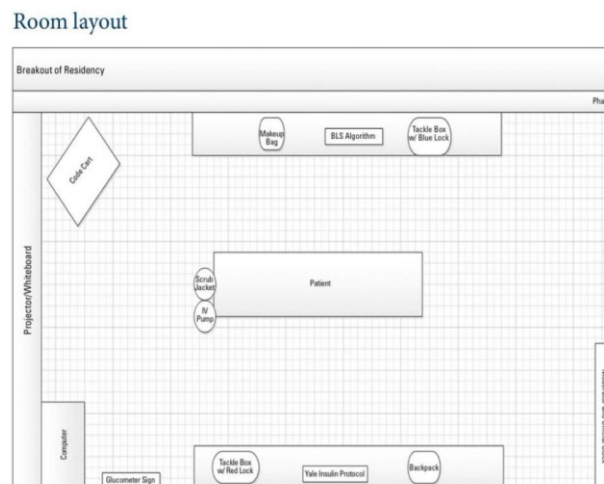 Room layout
Breakout of Residency
Pha
Makeup
Bag
BLS Algorithm
Tackle Box
w/ Blue Lock
Code Cart
Projector/Whiteboard
Scrub
Jacket
Patient
IV
Pump
Computer
Tackle Box
w/ Red Lock
Yale Insulin Protocol
Backpack
Glucometer Sign